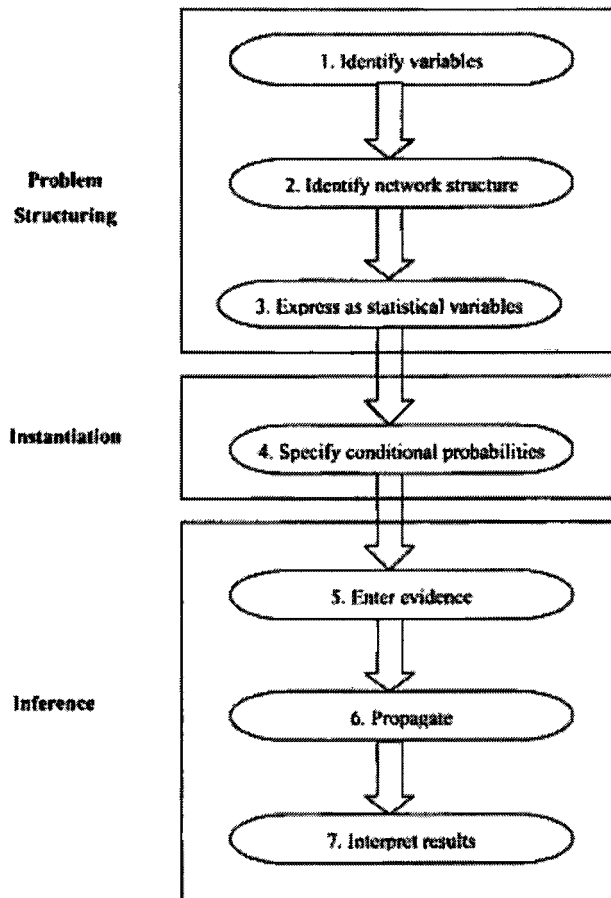 1. Identify variables
Problem
Structuring
2. Identify network structure
3. Express as statistical variables
Instantiation
4. Specify conditional probabilities
5. Enter evidence
Inference
6. Propagate
7. Interpret results